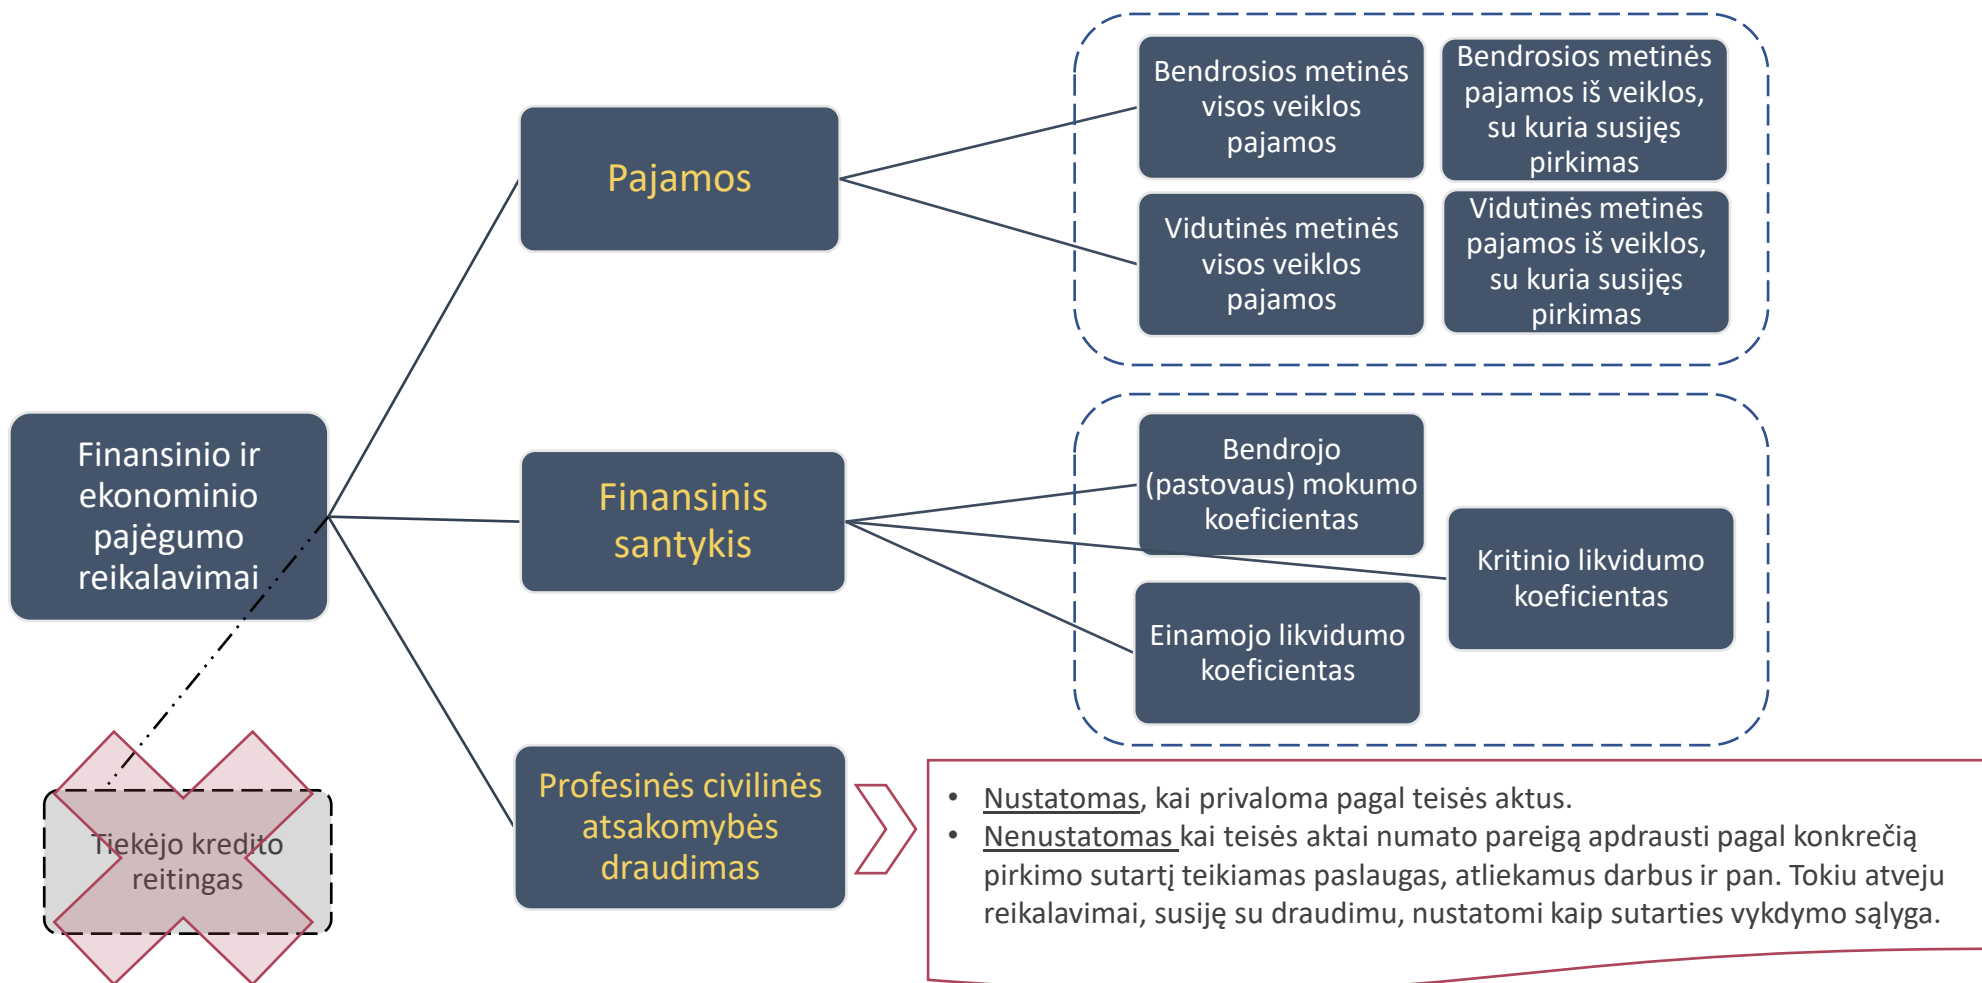 Finansinio ir
ekonominio
pajėgumo
reikalavimai
Tiekėjo kredito
reitingas
Pajamos
Bendrosios metinės
visos veiklos
pajamos
Bendrosios metinės
pajamos iš veiklos,
su kuria susijęs
pirkimas
Vidutinės metinės
visos veiklos
pajamos
Vidutinės metinės
pajamos iš veiklos,
su kuria susijęs
pirkimas
Finansinis
santykis
Bendrojo
(pastovaus) mokumo
koeficientas
Kritinio likvidumo
koeficientas
Einamojo likvidumo
koeficientas
Profesinės civilinės
atsakomybės
draudimas
• Nustatomas, kai privaloma pagal teisės aktus.
• Nenustatomas kai teisės aktai numato pareigą apdrausti pagal konkrečią
pirkimo sutartį teikiamas paslaugas, atliekamus darbus ir pan. Tokiu atveju
reikalavimai, susiję su draudimu, nustatomi kaip sutarties vykdymo sąlyga.